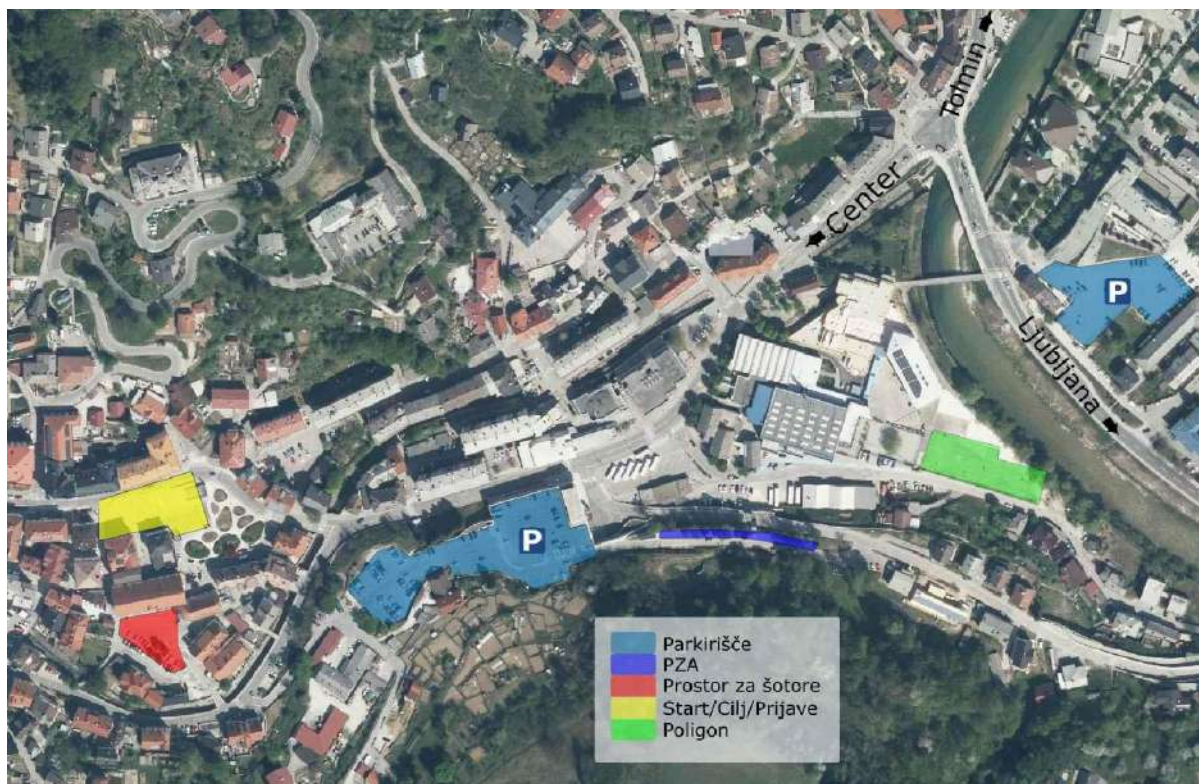 Tolmin
Center
P
Ljubljana
P
Parkirišče
PZA
Prostor za šotore
Start/Cilj/Prijave
Poligon